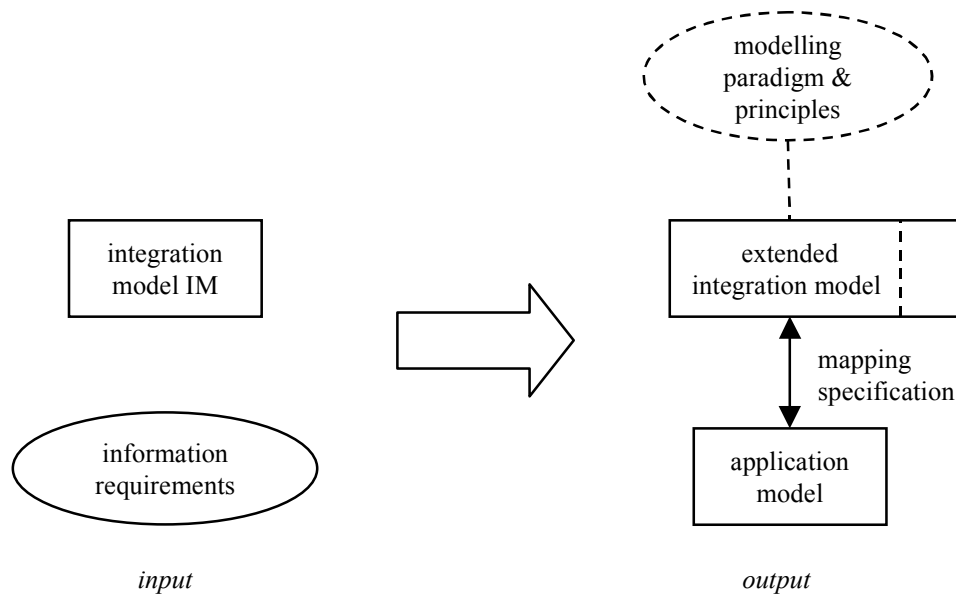 modelling
paradigm &
principles
integration
model IM
extended
integration model
mapping
specification
information
requirements
application
model
input
output